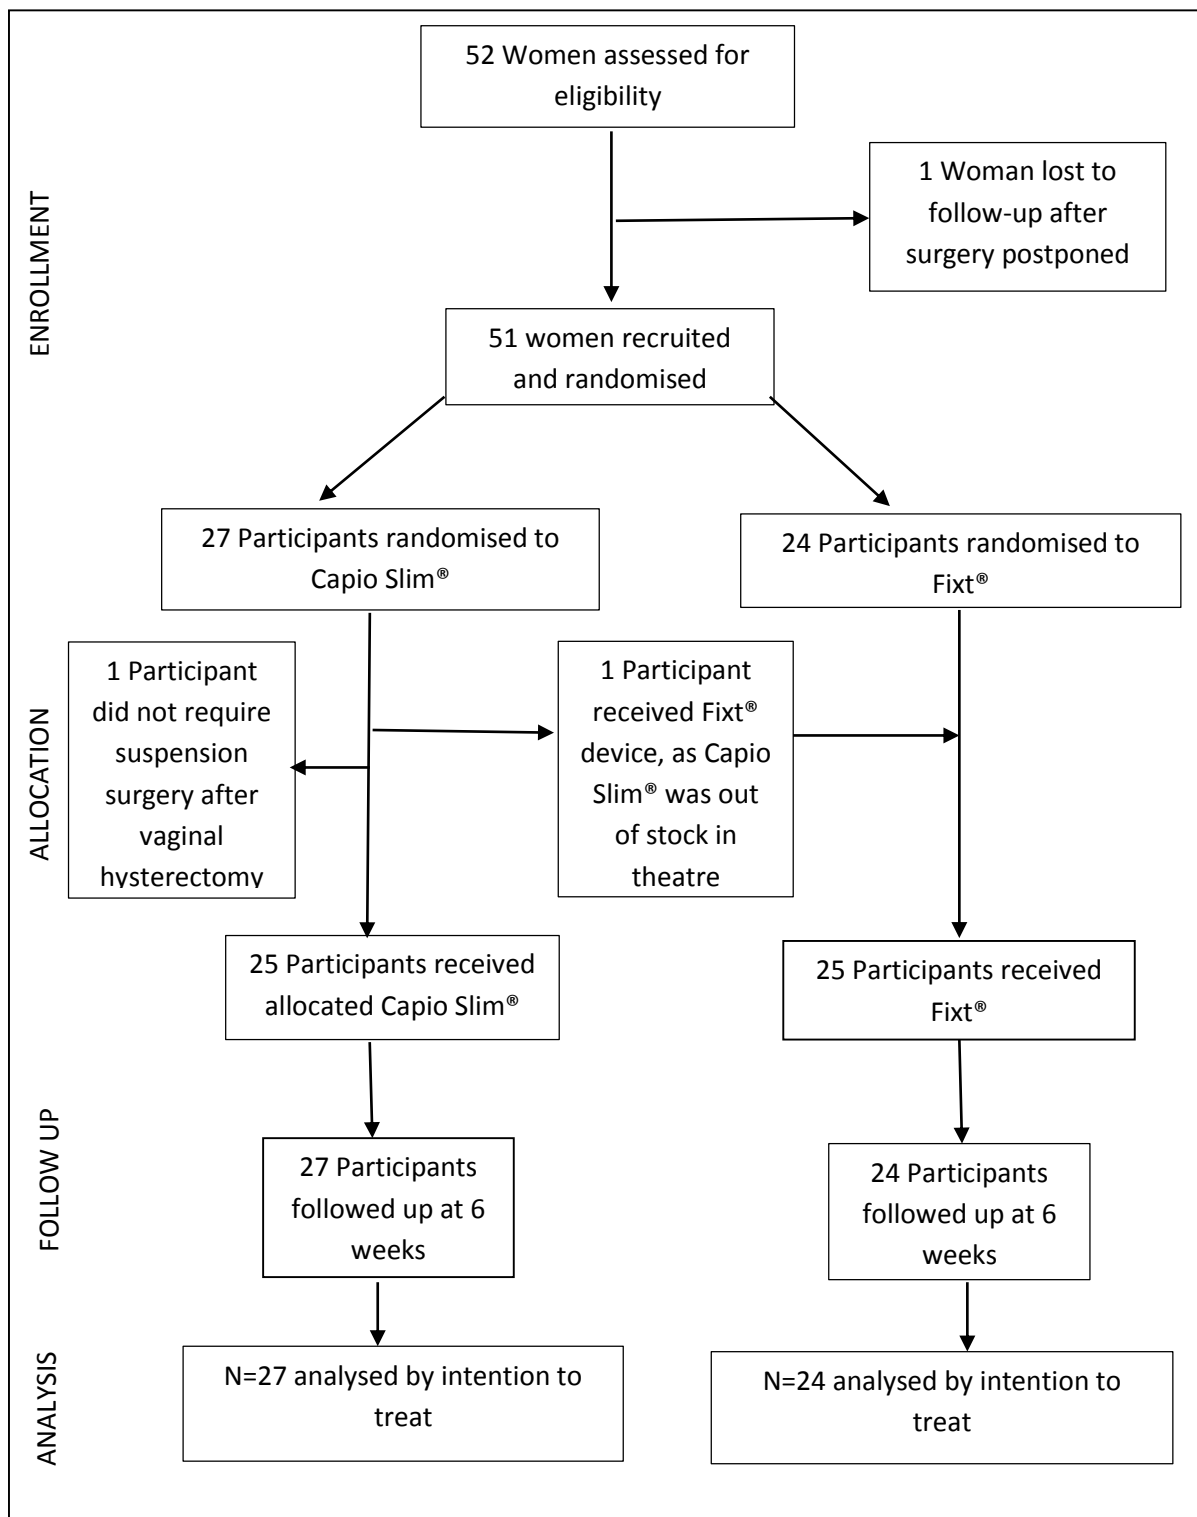 52 Women assessed for
eligibility
ENROLLMENT
1 Woman lost to
follow-up after
surgery postponed
51 women recruited
and randomised
27 Participants randomised to
Capio Slim®
24 Participants randomised to
Fixt®
ALLOCATION
1 Participant
did not require
suspension
surgery after
vaginal
hysterectomy
1 Participant
received Fixt®
device, as Capio
Slim® was out
of stock in
theatre
25 Participants received
allocated Capio Slim®
25 Participants received
Fixt®
FOLLOW UP
27 Participants
followed up at 6
weeks
24 Participants
followed up at 6
weeks
ANALYSIS
N=27 analysed by intention to
treat
N=24 analysed by intention to
treat